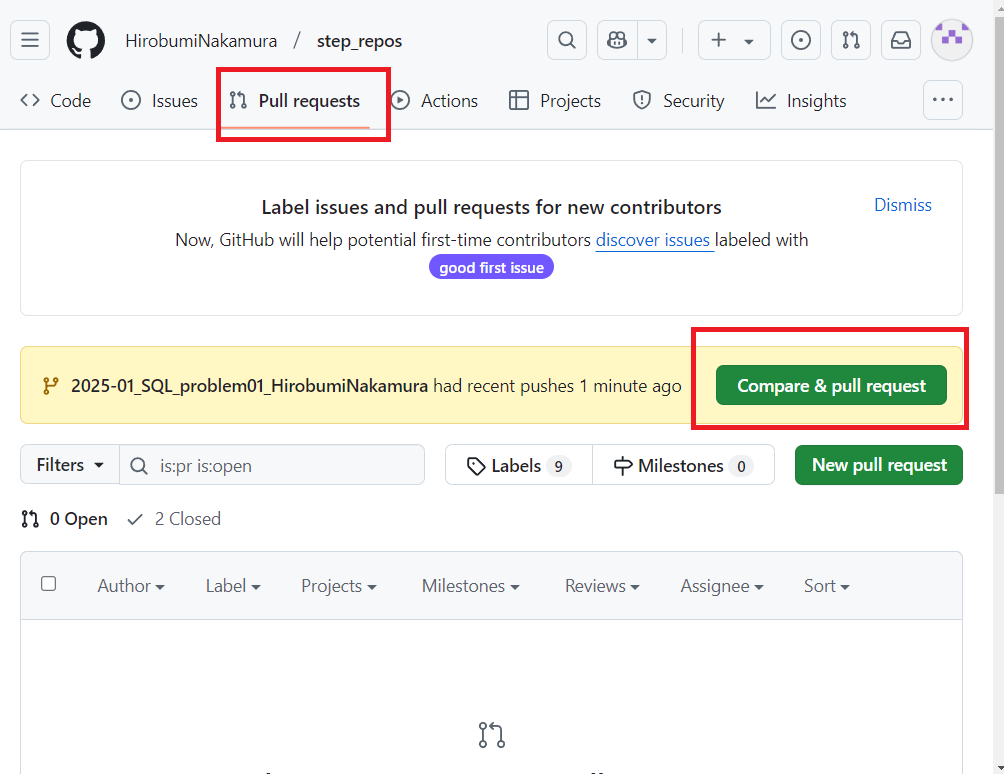 HirobumiNakamura / step_repos
Code Issues Pull requests Actions Projects Security Insights
Label issues and pull requests for new contributors
Dismiss
Now, GitHub will help potential first-time contributors discover issues labeled with
good first issue
2025-01_SQL_problem01_HirobumiNakamura had recent pushes 1 minute ago
Compare & pull request
Filters is:pr is:open Labels 9 Milestones 0 New pull request
0 Open 2 Closed
Author Label Projects Milestones Reviews Assignee Sort